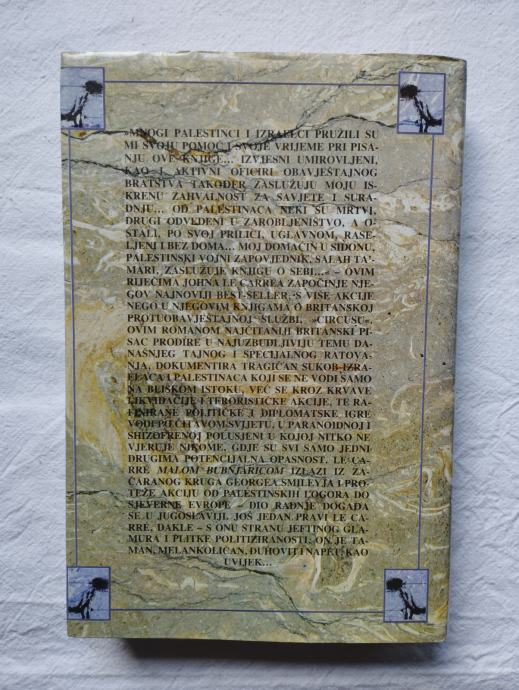 »MNOGI PALESTINCI I IZRAELCI PRUŽILI SU
MI SVOJU POMOĆ I SVOJE VRIJEME PRI PISA-
NJU OVE KNJIGE... IZVJESNI UMIROVLJENI,
KAO I AKTIVNI OFICIRI OBAVJEŠTAJNOG
BRATSTVA TAKOĐER ZASLUŽUJU MOJU IS-
KRENU ZAHVALNOST ZA SAVJETE I SURA-
DNJU... OD PALESTINACA NEKI SU MRTVI,
DRUGI ODVEDENI U ZAROBLJENIŠTVO, A O-
STALI, PO SVOJ PRILICI, UGLAVNOM, RASE-
LJENI I BEZ DOMA... MOJ DOMAĆIN U SIDONU,
PALESTINSKI VOJNI ZAPOVJEDNIK, SALAH TA'-
MARI, ZASLUŽUJE KNJIGU O SEBI...« – OVIM
RIJEČIMA JOHNA LE CARRÉA ZAPOČINJE NJE-
GOV NAJNOVIJI BEST-SELLER, S VIŠE AKCIJE
NEGO U NJEGOVIM KNJIGAMA O BRITANSKOJ
PROTUOBAVJEŠTAJNOJ SLUŽBI, »CIRCUSU«,
OVIM ROMANOM NAJČITANIJI BRITANSKI PI-
SAC PRODIRE U NAJUZBUDLJIVIJU TEMU DA-
NAŠNJEG TAJNOG I SPECIJALNOG RATOVA-
NJA, DOKUMENTIRA TRAGIČAN SUKOB IZRA-
ELACA I PALESTINACA KOJI SE NE VODI SAMO
NA BLISKOM ISTOKU, VEĆ SE KROZ KRVAVE
LIKVIDACIJE I TERORISTIČKE AKCIJE, TE RA-
FINIRANE POLITIČKE I DIPLOMATSKE IGRE
VODI PO ČITAVOM SVIJETU, U PARANOIDNOJ I
SHIZOFRENOJ POLUSJENI U KOJOJ NITKO NE
VJERUJE NIKOME, GDJE SU SVI SAMO JEDNI
DRUGIMA POTENCIJALNA OPASNOST. LE CA-
RRÉ MALOM BUBNJARICOM IZLAZI IZ ZA-
ČARANOG KRUGA GEORGEA SMILEYJA I PRO-
TEŽE AKCIJU OD PALESTINSKIH LOGORA DO
SJEVERNE EVROPE – DIO RADNJE DOGAĐA
SE U JUGOSLAVIJI. JOŠ JEDAN, PRAVI LE CA-
RRÉ, DAKLE – S ONU STRANU JEFTINOG GLA-
MURA I PLITKE POLITIZIRANOSTI. ON JE TA-
MAN, MELANKOLIČAN, DUHOVIT I NAPET, KAO
UVIJEK...